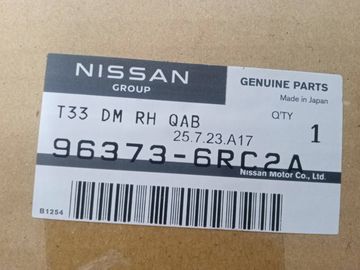 NISSAN
GROUP
GENUINE PARTS
Made in Japan
T33 DM RH QAB
Q'TY
1
25.7.23.A17
96373-6RC2A
Nissan Motor Co., Ltd.
B1254